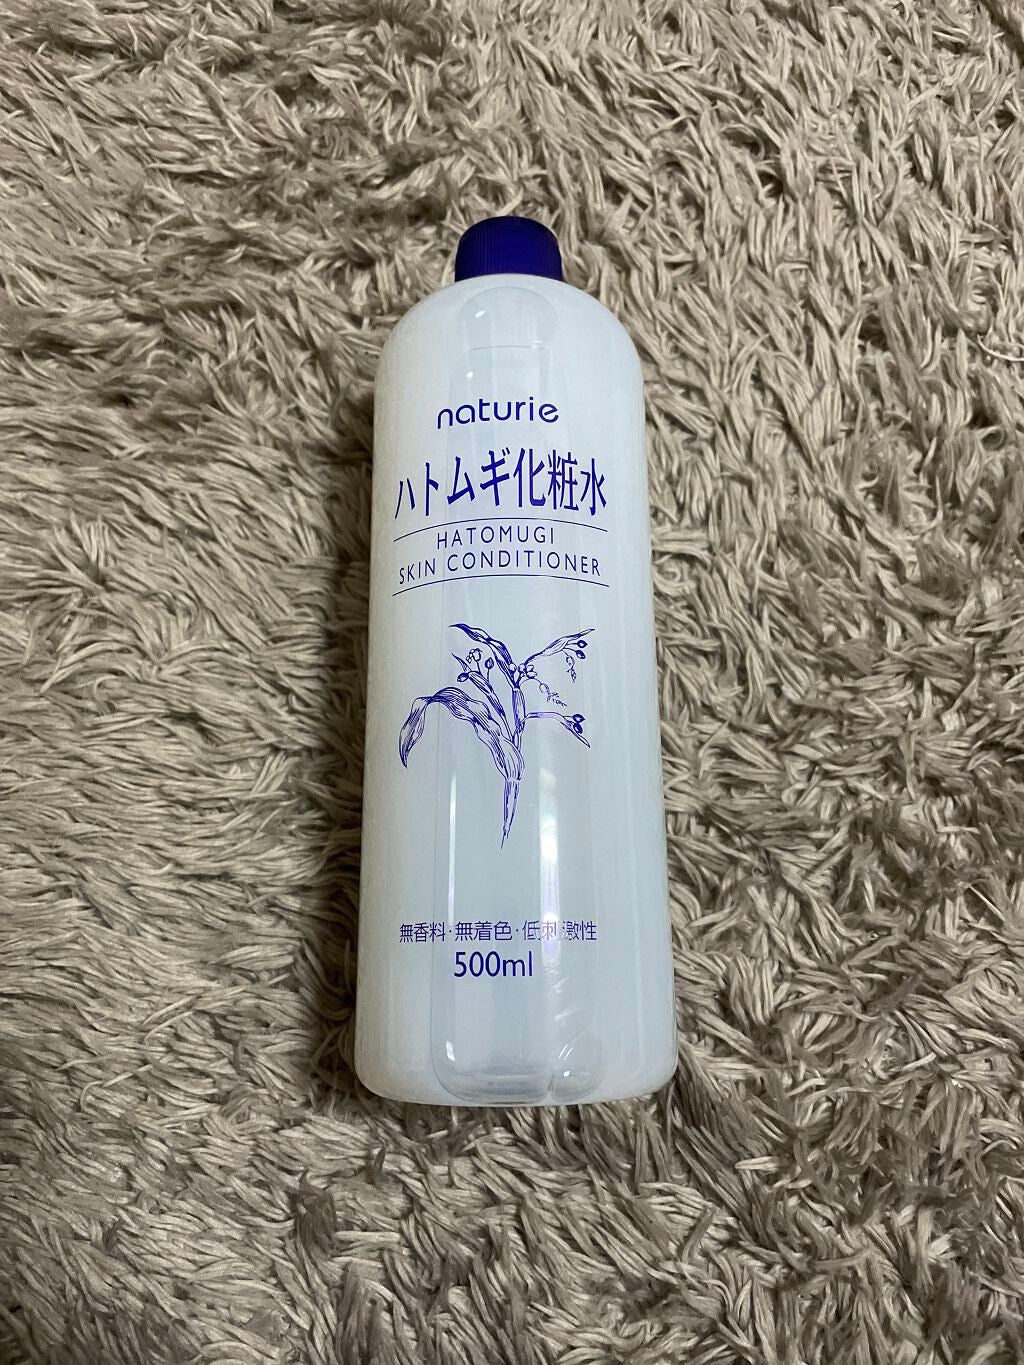 naturie
ハトムギ化粧水
HATOMUGI
SKIN CONDITIONER
無香料·無着色·低刺激性
500ml